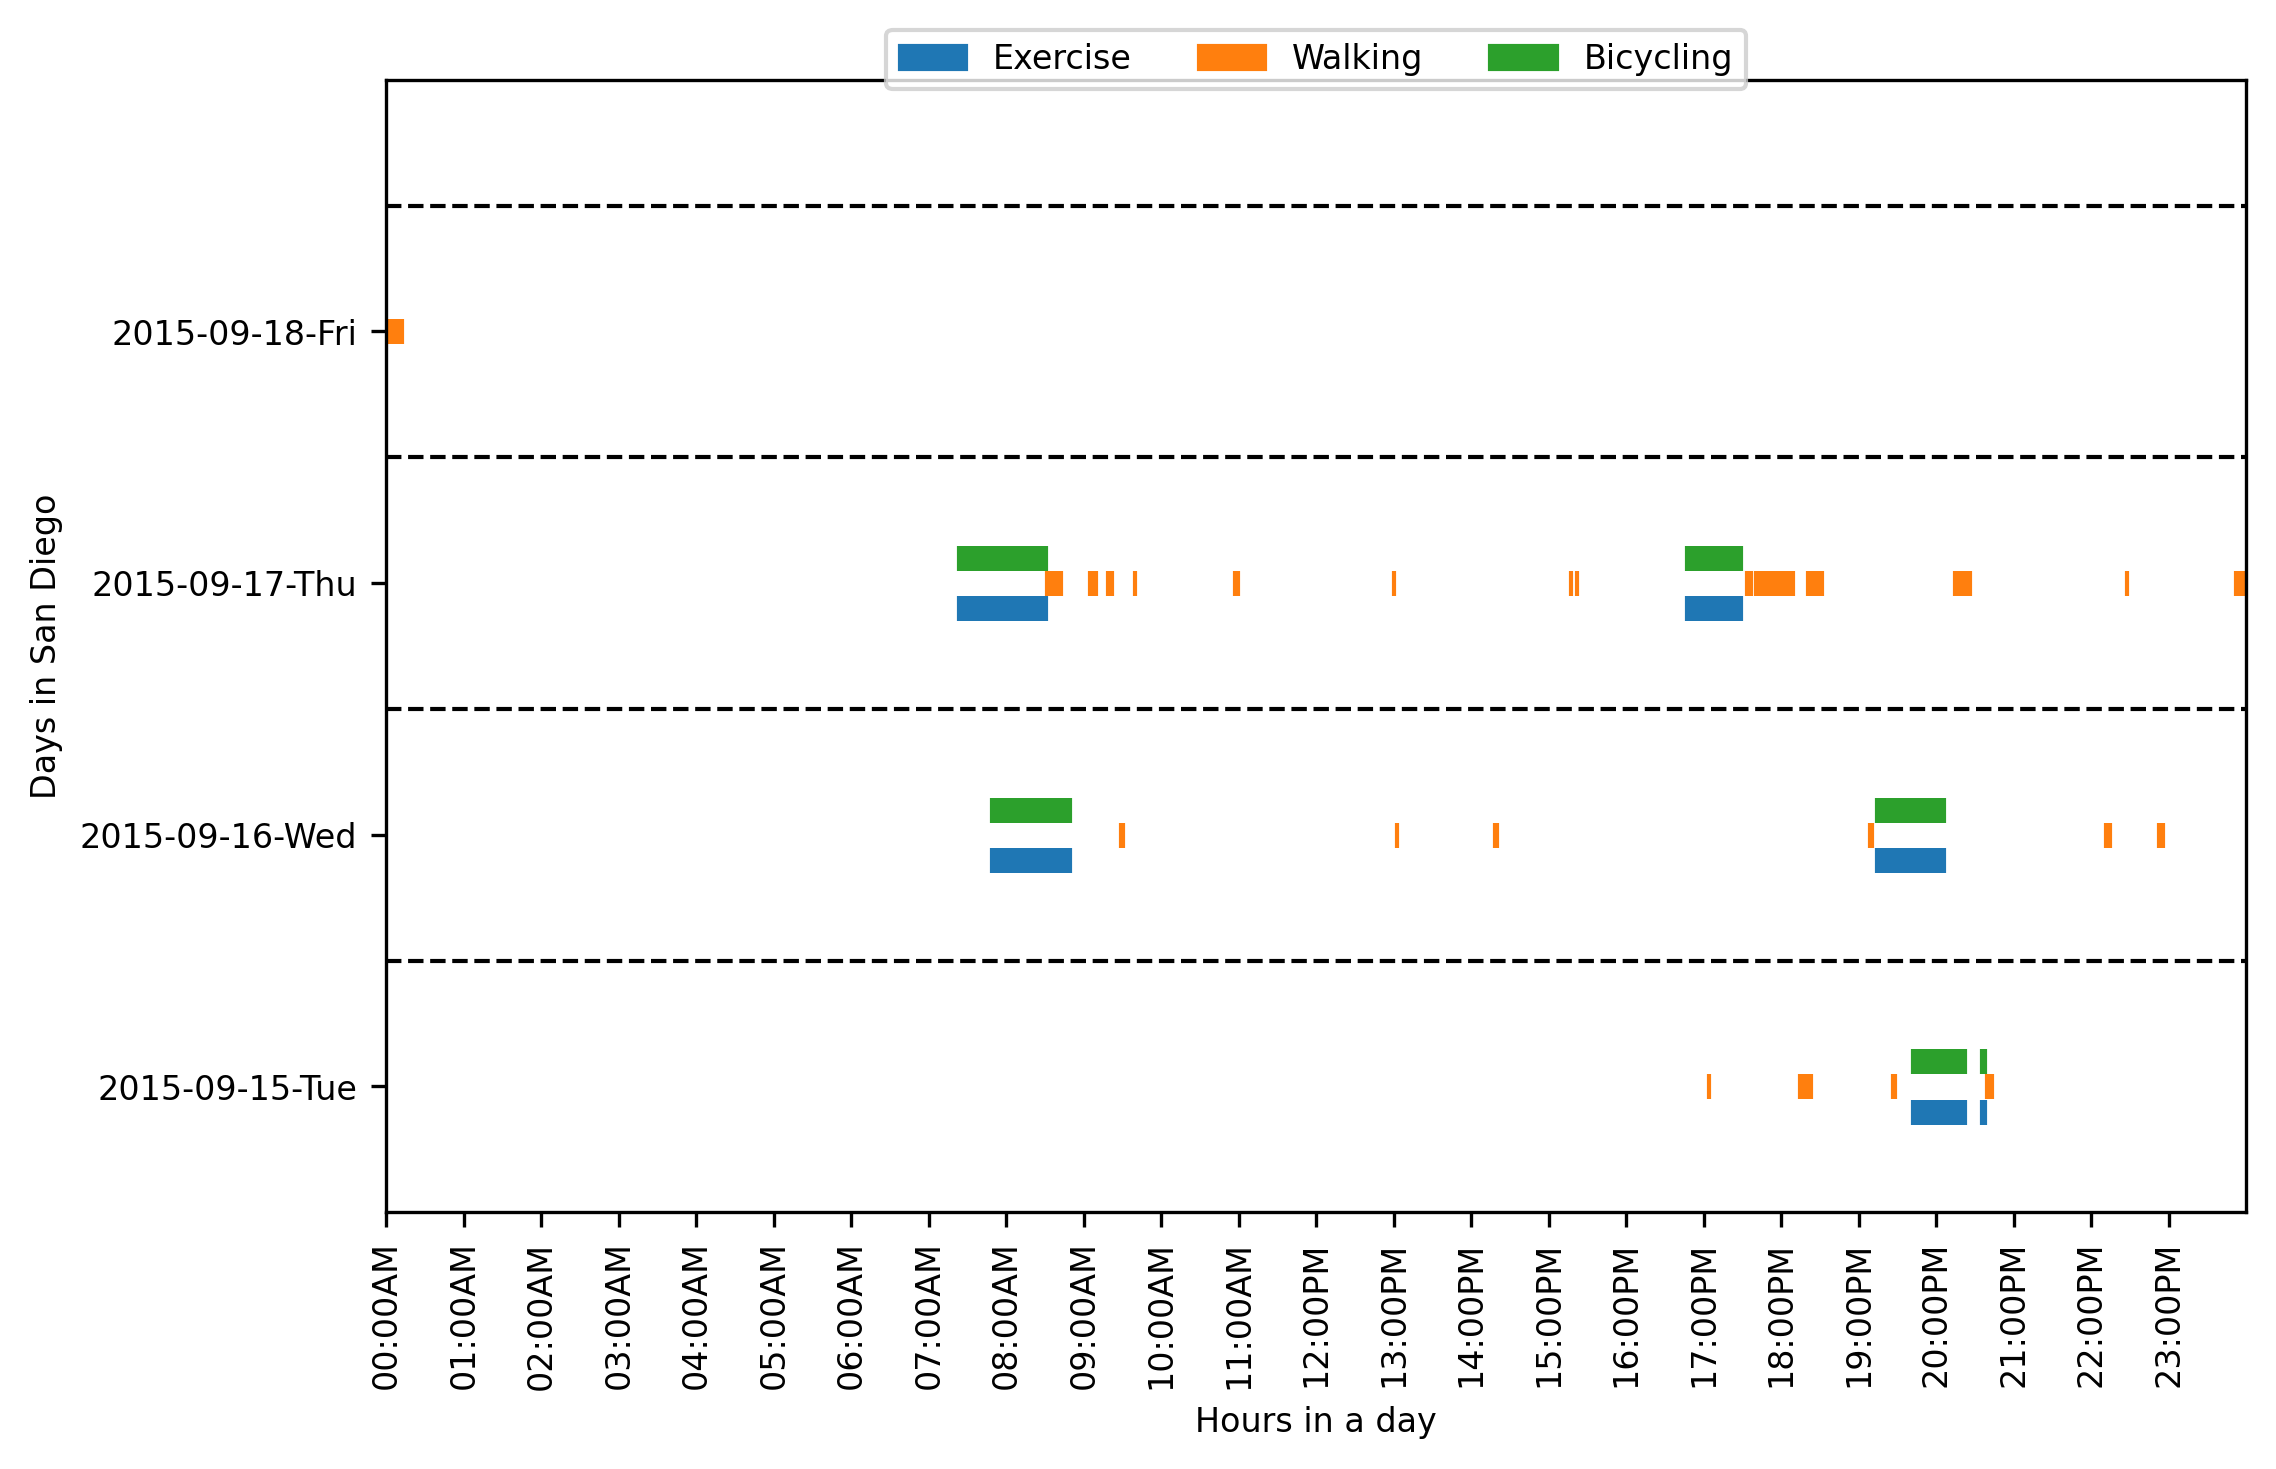 Exercise Walking Bicycling
Days in San Diego
2015-09-18-Fri
2015-09-17-Thu
2015-09-16-Wed
2015-09-15-Tue
00:00AM 01:00AM 02:00AM 03:00AM 04:00AM 05:00AM 06:00AM 07:00AM 08:00AM 09:00AM 10:00AM 11:00AM 12:00PM 13:00PM 14:00PM 15:00PM 16:00PM 17:00PM 18:00PM 19:00PM 20:00PM 21:00PM 22:00PM 23:00PM
Hours in a day